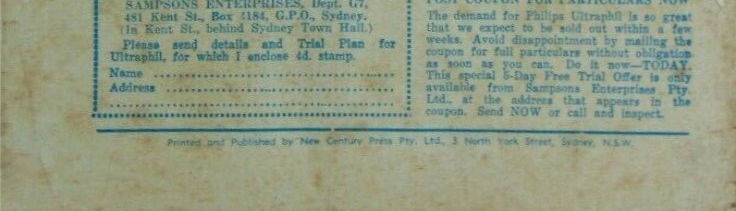 SAMPSONS ENTERPRISES, Dept. G7,
481 Kent St., Box 3184, G.P.O., Sydney.
(In Kent St., behind Sydney Town Hall.)
Please send details and Trial Plan for
Ultraphil, for which I enclose 4d. stamp.
Name
Address
POST COUPON FOR PARTICULARS NOW
The demand for Philips Ultraphil is so great
that we expect to be sold out within a few
weeks. Avoid disappointment by mailing the
coupon for full particulars without obligation
as soon as you can. Do it now—TODAY.
This special 5-Day Free Trial Offer is only
available from Sampsons Enterprises Pty.
Ltd., at the address that appears in the
coupon. Send NOW or call and inspect.
Printed and Published by New Century Press Pty. Ltd., 3 North York Street, Sydney, N.S.W.